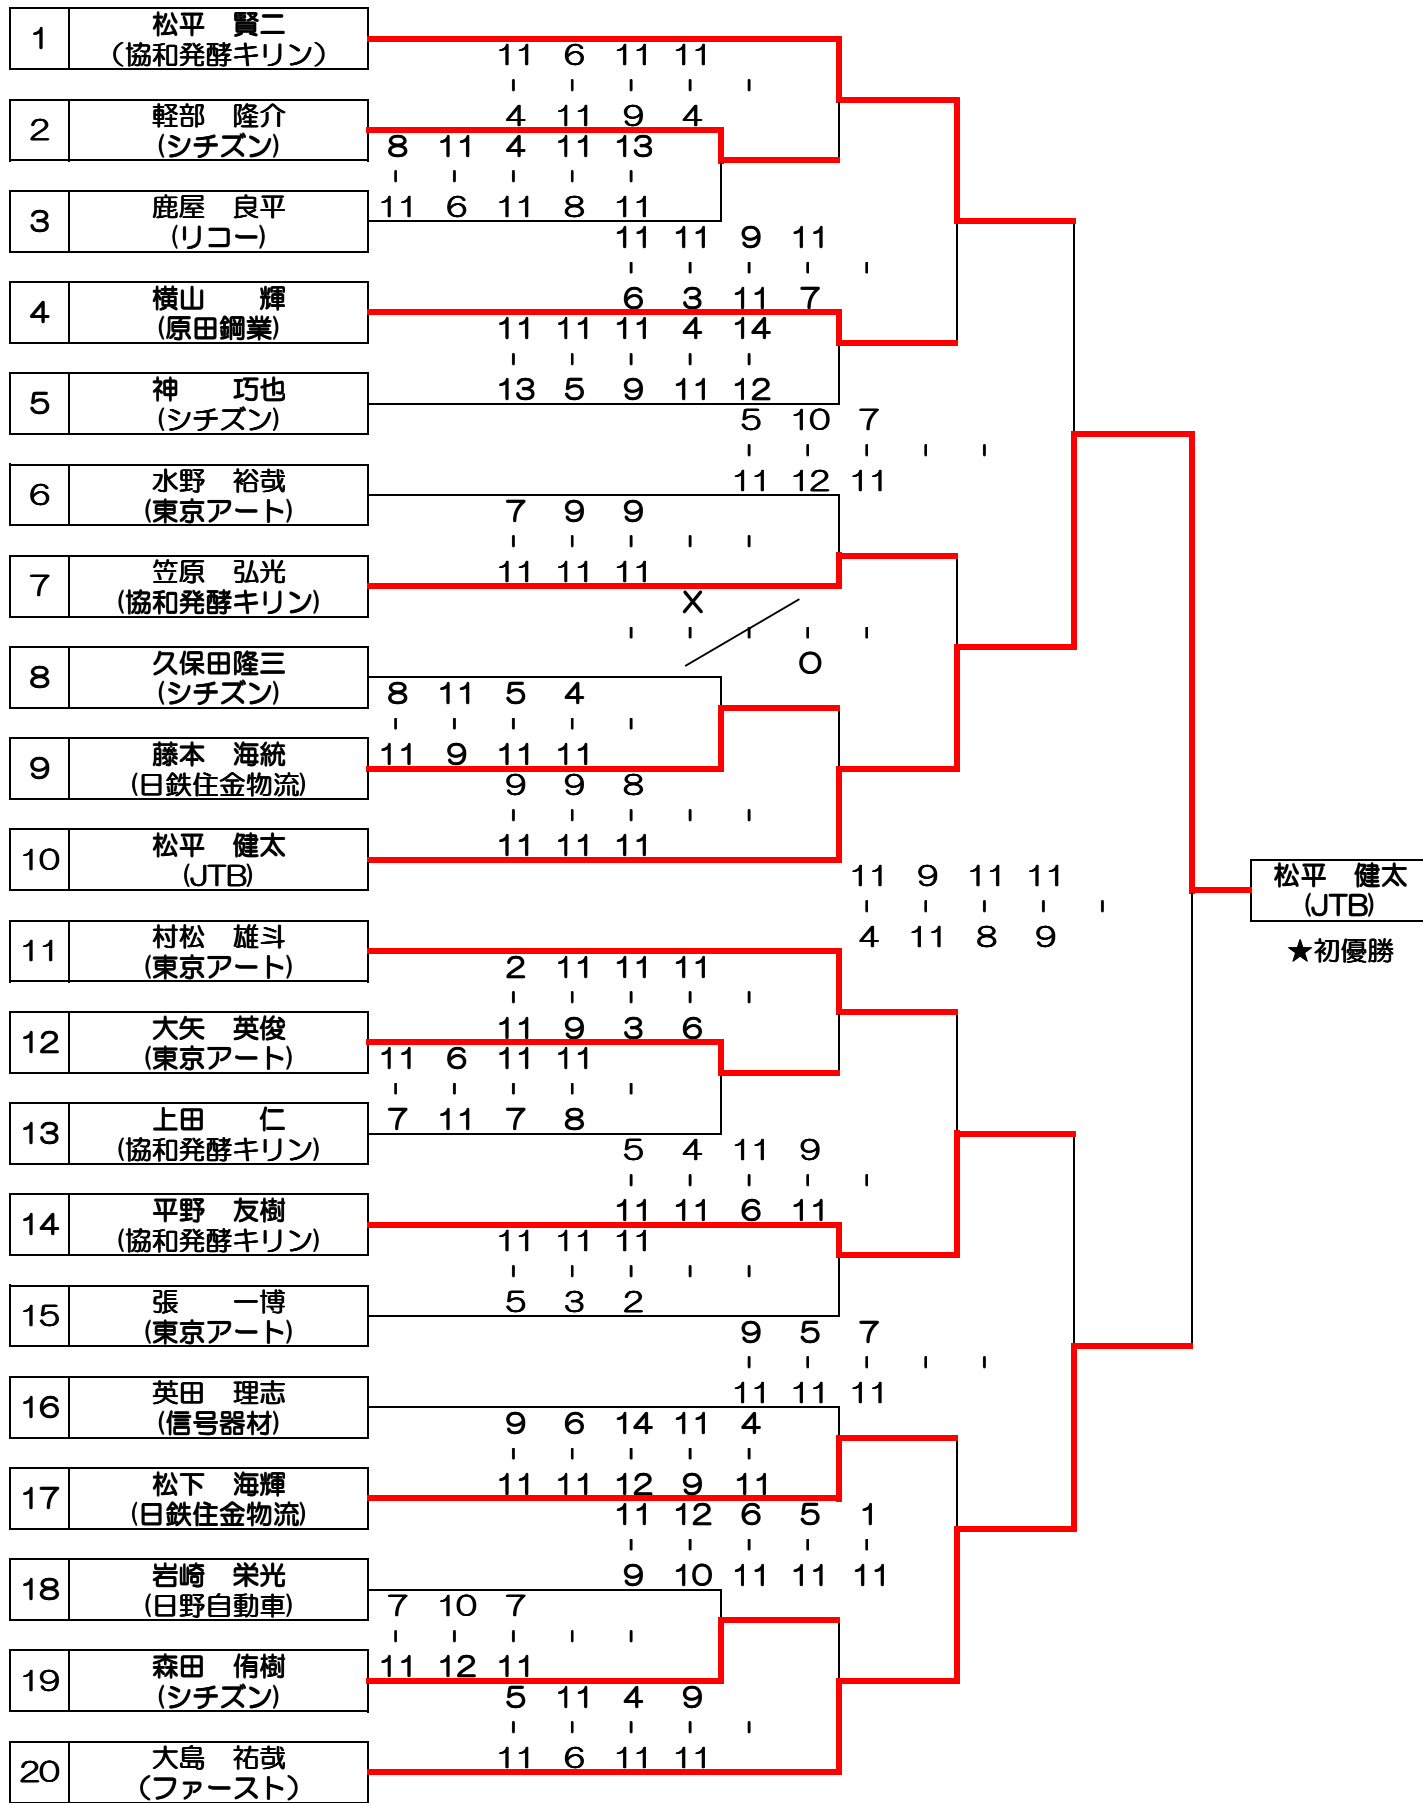 1 松平　賢二
（協和発酵キリン）
11 6 11 11
4 11 9 4
2 軽部　隆介
(シチズン)
8 11 4 11 13
11 6 11 8 11
3 鹿屋　良平
(リコー)
11 11 9 11
6 3 11 7
4 横山　　輝
(原田鋼業)
11 11 11 4 14
13 5 9 11 12
5 神　　巧也
(シチズン)
5 10 7
11 12 11
6 水野　裕哉
(東京アート)
7 9 9
11 11 11
7 笠原　弘光
(協和発酵キリン)
X
O
8 久保田隆三
(シチズン)
8 11 5 4
11 9 11 11
9 藤本　海統
(日鉄住金物流)
9 9 8
11 11 11
10 松平　健太
(JTB)
11 9 11 11
4 11 8 9
松平　健太
(JTB)
★初優勝
11 村松　雄斗
(東京アート)
2 11 11 11
11 9 3 6
12 大矢　英俊
(東京アート)
11 6 11 11
7 11 7 8
13 上田　　仁
(協和発酵キリン)
5 4 11 9
11 11 6 11
14 平野　友樹
(協和発酵キリン)
11 11 11
5 3 2
15 張　　一博
(東京アート)
9 5 7
11 11 11
16 英田　理志
(信号器材)
9 6 14 11 4
11 11 12 9 11
17 松下　海輝
(日鉄住金物流)
11 12 6 5 1
9 10 11 11 11
18 岩崎　栄光
(日野自動車)
7 10 7
11 12 11
19 森田　侑樹
(シチズン)
5 11 4 9
11 6 11 11
20 大島　祐哉
（ファースト）